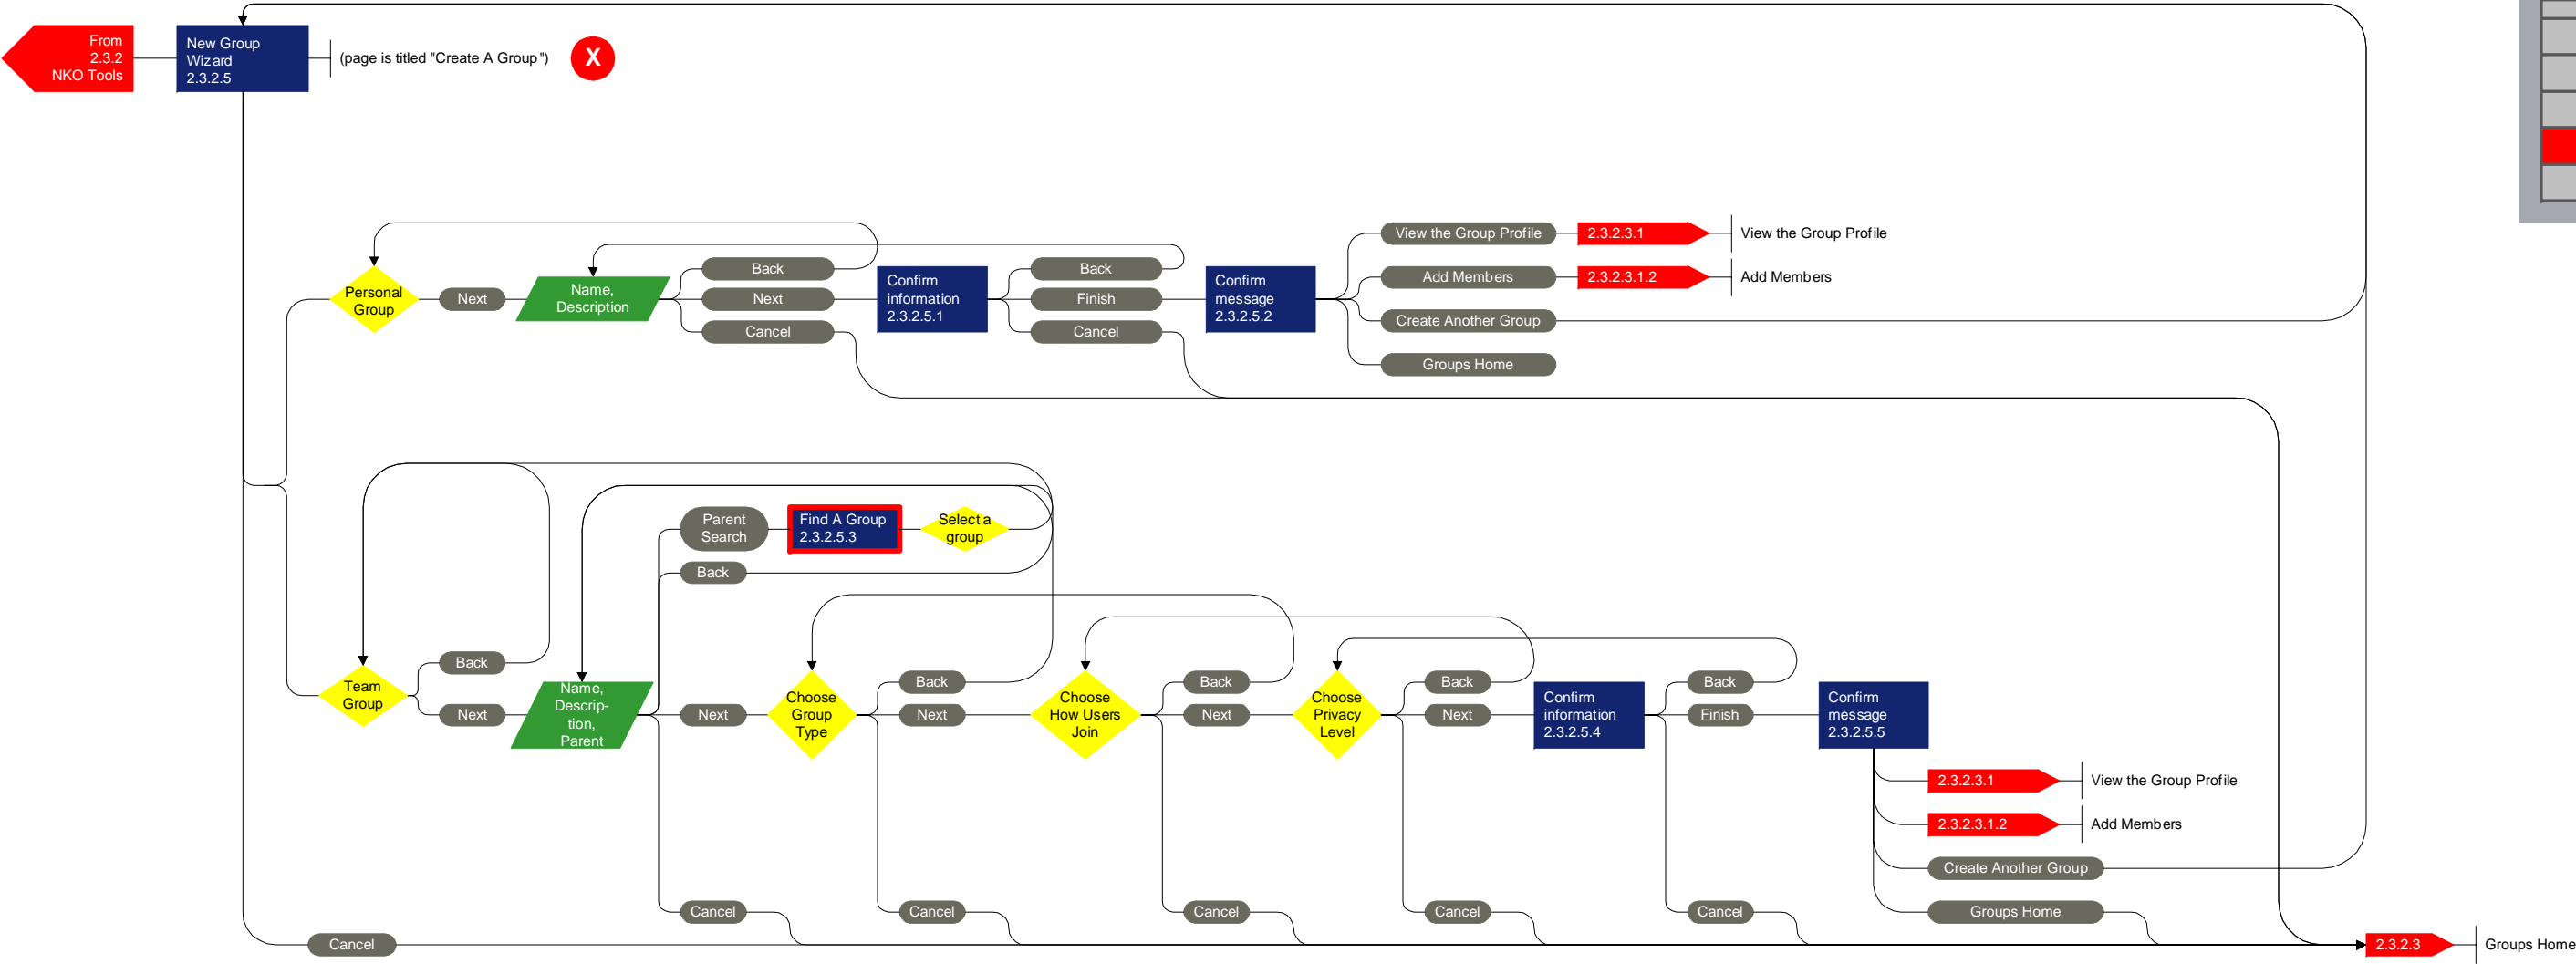 From
2.3.2
NKO Tools
New Group
Wizard
2.3.2.5
(page is titled "Create A Group")
X
Personal
Group
Next
Name,
Description
Back
Next
Cancel
Confirm
information
2.3.2.5.1
Back
Finish
Cancel
Confirm
message
2.3.2.5.2
View the Group Profile
2.3.2.3.1
View the Group Profile
Add Members
2.3.2.3.1.2
Add Members
Create Another Group
Groups Home
Parent
Search
Find A Group
2.3.2.5.3
Select a
group
Back
Team
Group
Back
Next
Name,
Descrip-
tion,
Parent
Next
Choose
Group
Type
Back
Next
Choose
How Users
Join
Back
Next
Choose
Privacy
Level
Back
Next
Confirm
information
2.3.2.5.4
Back
Finish
Confirm
message
2.3.2.5.5
2.3.2.3.1
View the Group Profile
2.3.2.3.1.2
Add Members
Create Another Group
Cancel
Cancel
Cancel
Cancel
Cancel
Groups Home
Cancel
2.3.2.3
Groups Home